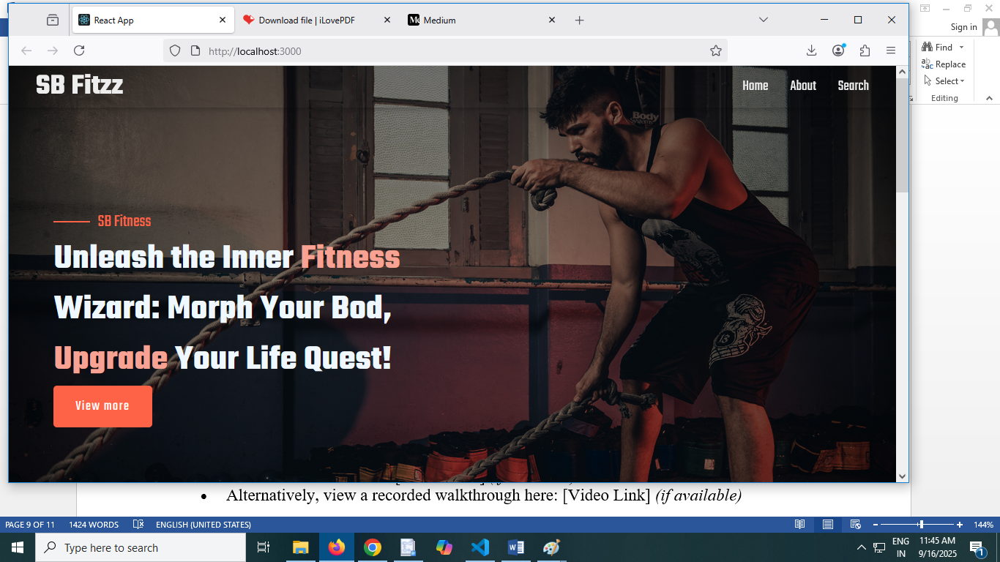 React App
Download file | iLovePDF
Medium
Sign in
http://localhost:3000
Find
Replace
Select
Editing
SB Fitzz
Home About Search
Body
SB Fitness
Unleash the Inner Fitness
Wizard: Morph Your Bod,
Upgrade Your Life Quest!
View more
Alternatively, view a recorded walkthrough here: [Video Link] (if available)
PAGE 9 OF 11 1424 WORDS ENGLISH (UNITED STATES) 144%
Type here to search
ENG
IN
11:45 AM
9/16/2025
1